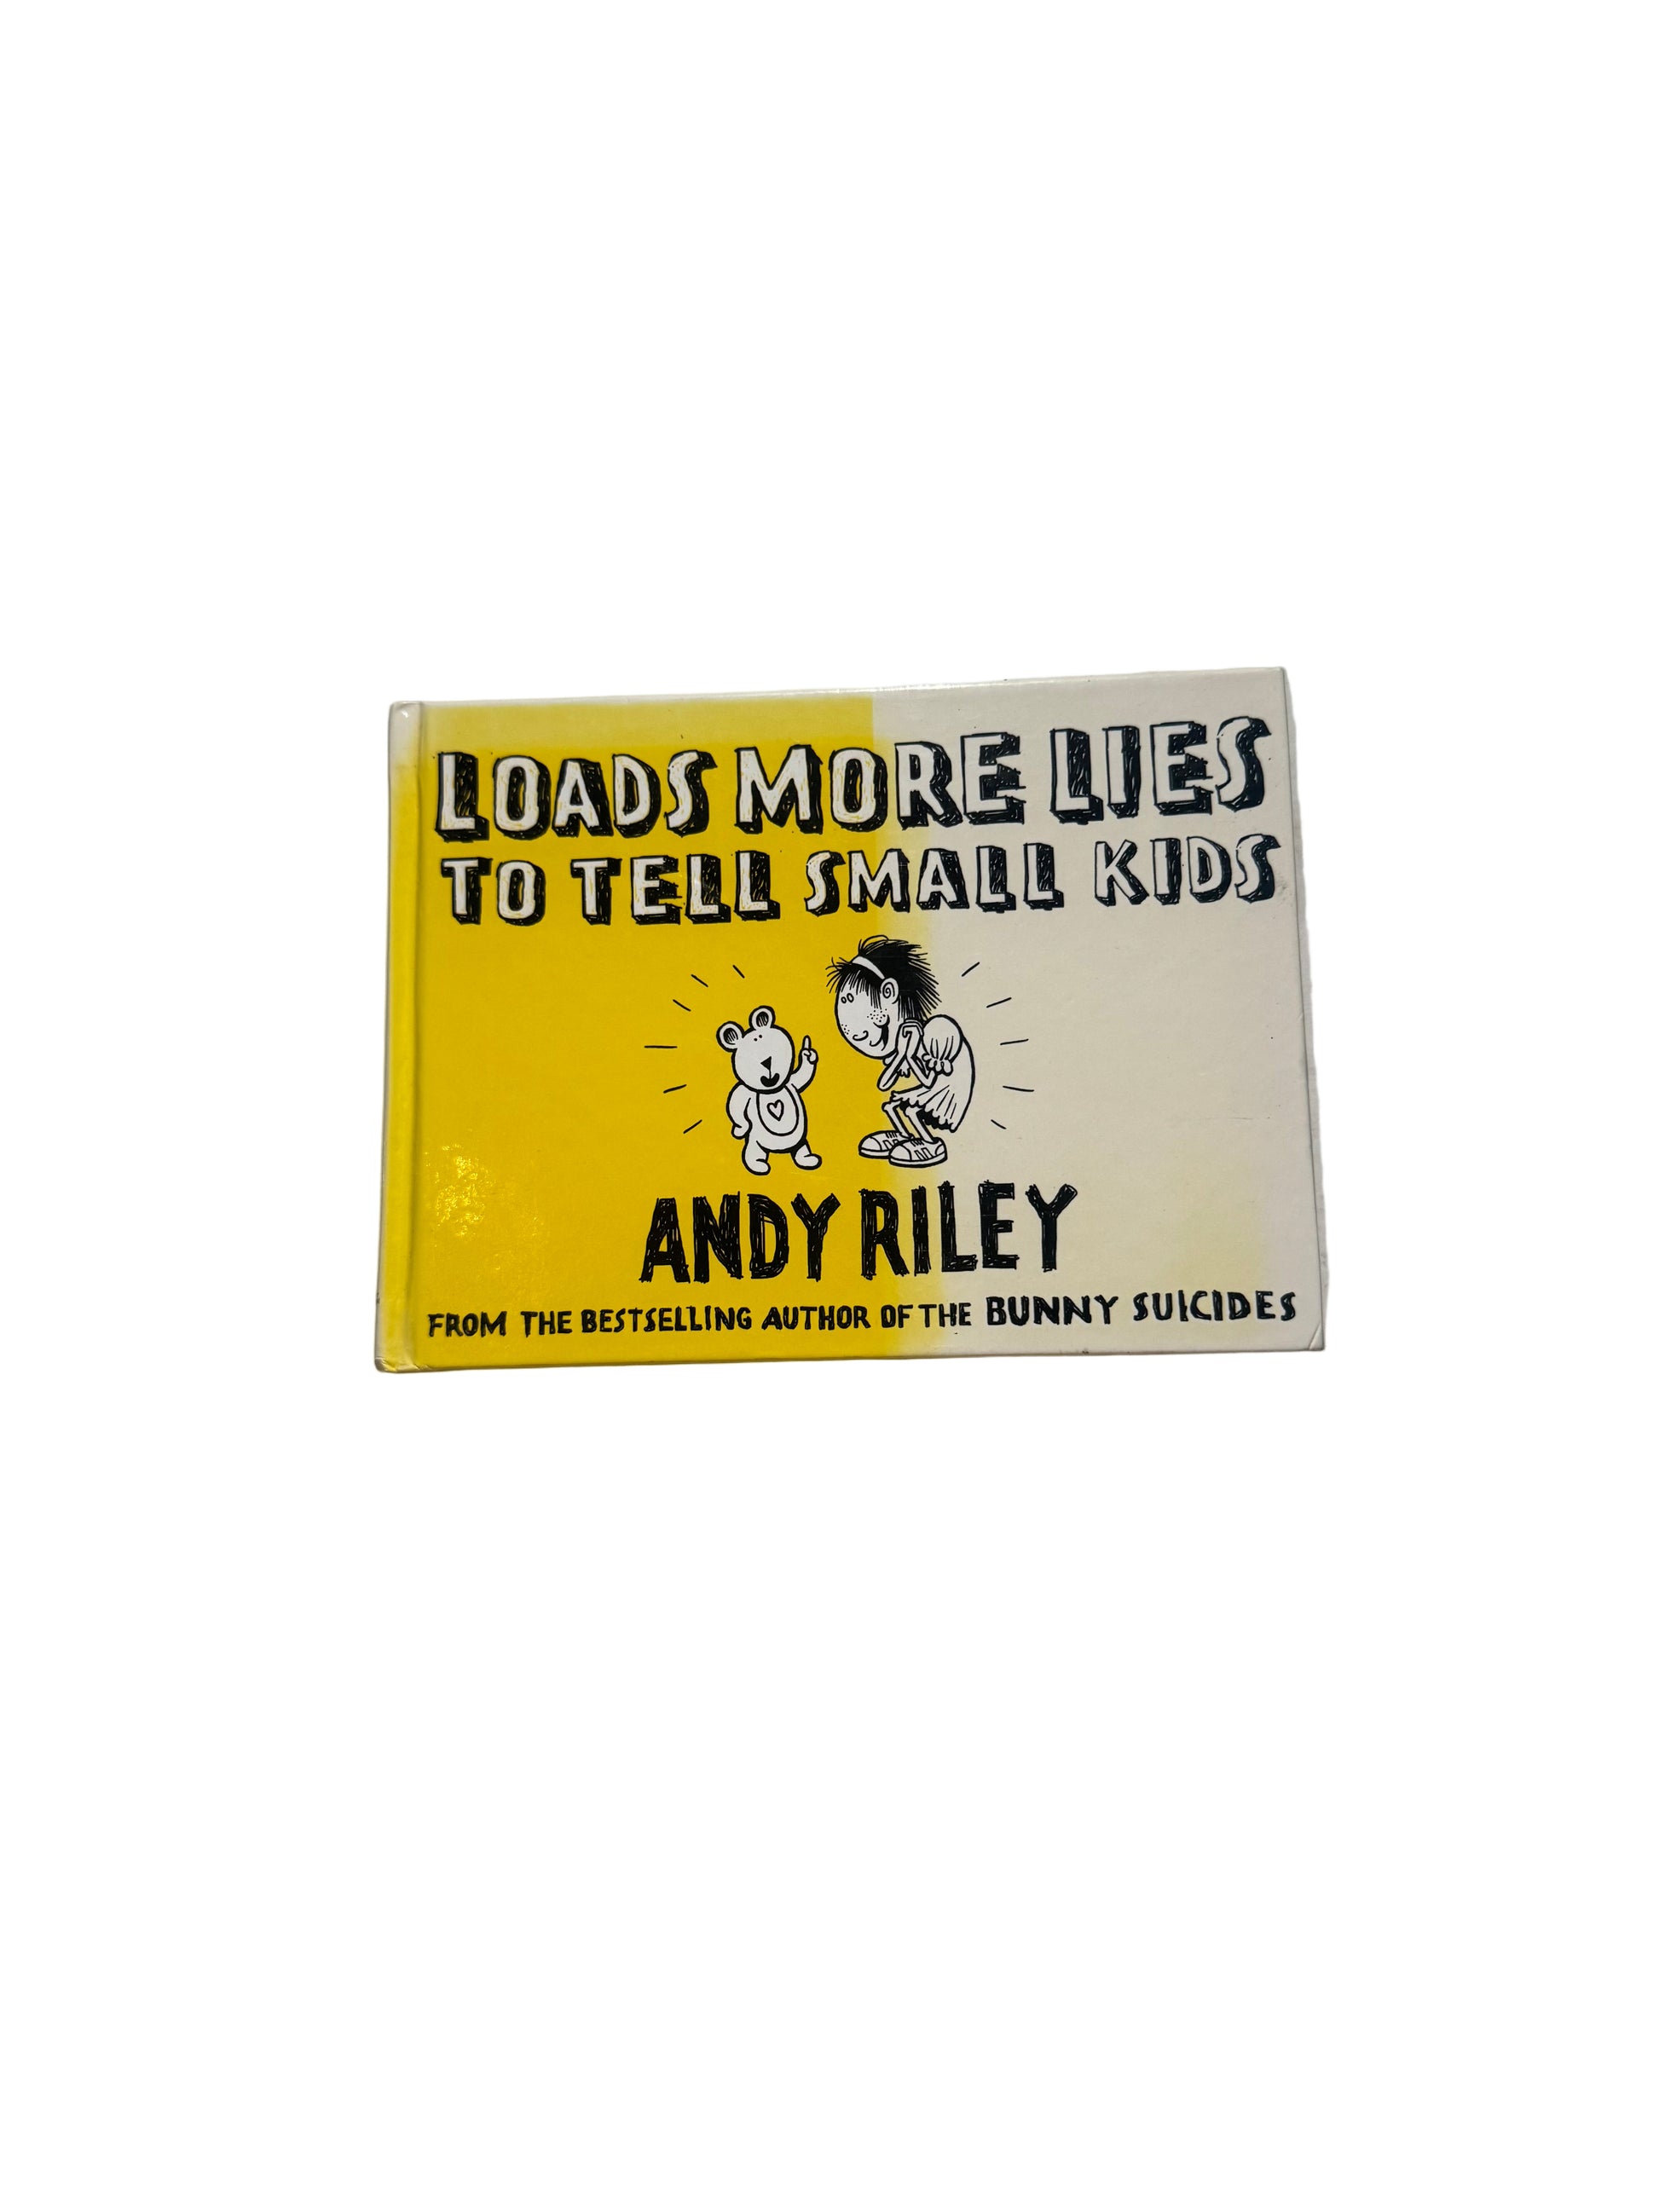 LOADS MORE LIES
TO TELL SMALL KIDS
ANDY RILEY
FROM THE BESTSELLING AUTHOR OF THE BUNNY SUICIDES